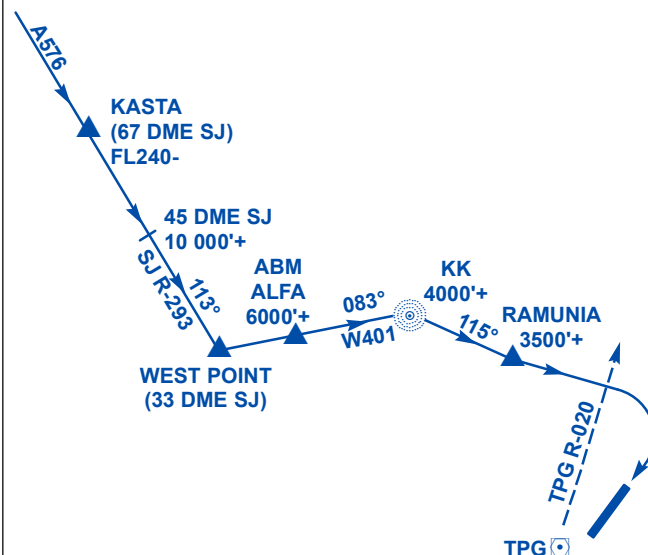 A576
KASTA
(67 DME SJ)
FL240-
45 DME SJ
10 000'+
SJ R-293
113°
ABM
ALFA
6000'+
083°
W401
KK
4000'+
115°
RAMUNIA
3500'+
WEST POINT
(33 DME SJ)
TPG R-020
TPG